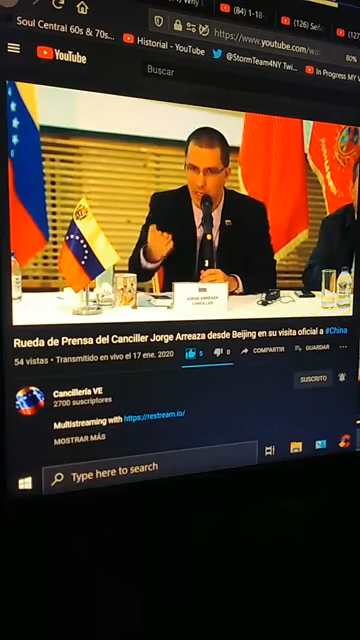 (84) 1-18-
(126) Seña
(127
Soul Central 60s & 70s...
Historial - YouTube
https://www.youtube.com/wa
@StormTeam4NY Twi...
In Progress MY
80%
YouTube
Buscar
JORGE ARREAZA
CANCILLER
Rueda de Prensa del Canciller Jorge Arreaza desde Beijing en su visita oficial a #China
54 vistas • Transmitido en vivo el 17 ene. 2020
5
0
COMPARTIR
GUARDAR
Cancillería VE
2700 suscriptores
SUSCRITO
Multistreaming with https://restream.io/
MOSTRAR MÁS
Type here to search